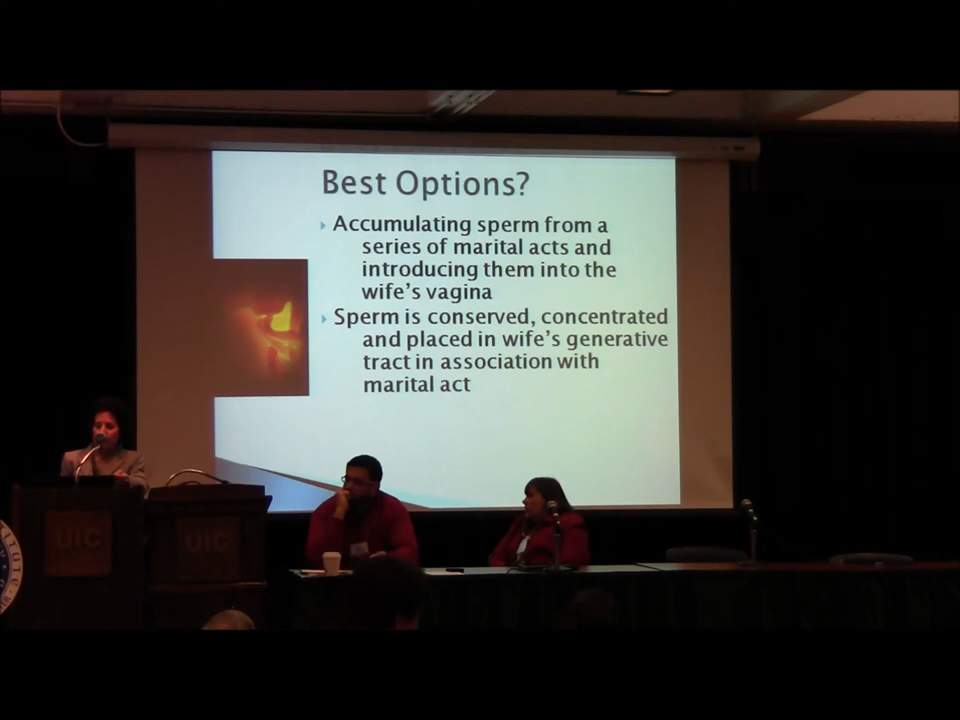 Best Options?
Accumulating sperm from a
series of marital acts and
introducing them into the
wife's vagina
Sperm is conserved, concentrated
and placed in wife's generative
tract in association with
marital act
UIC
UIC
titute